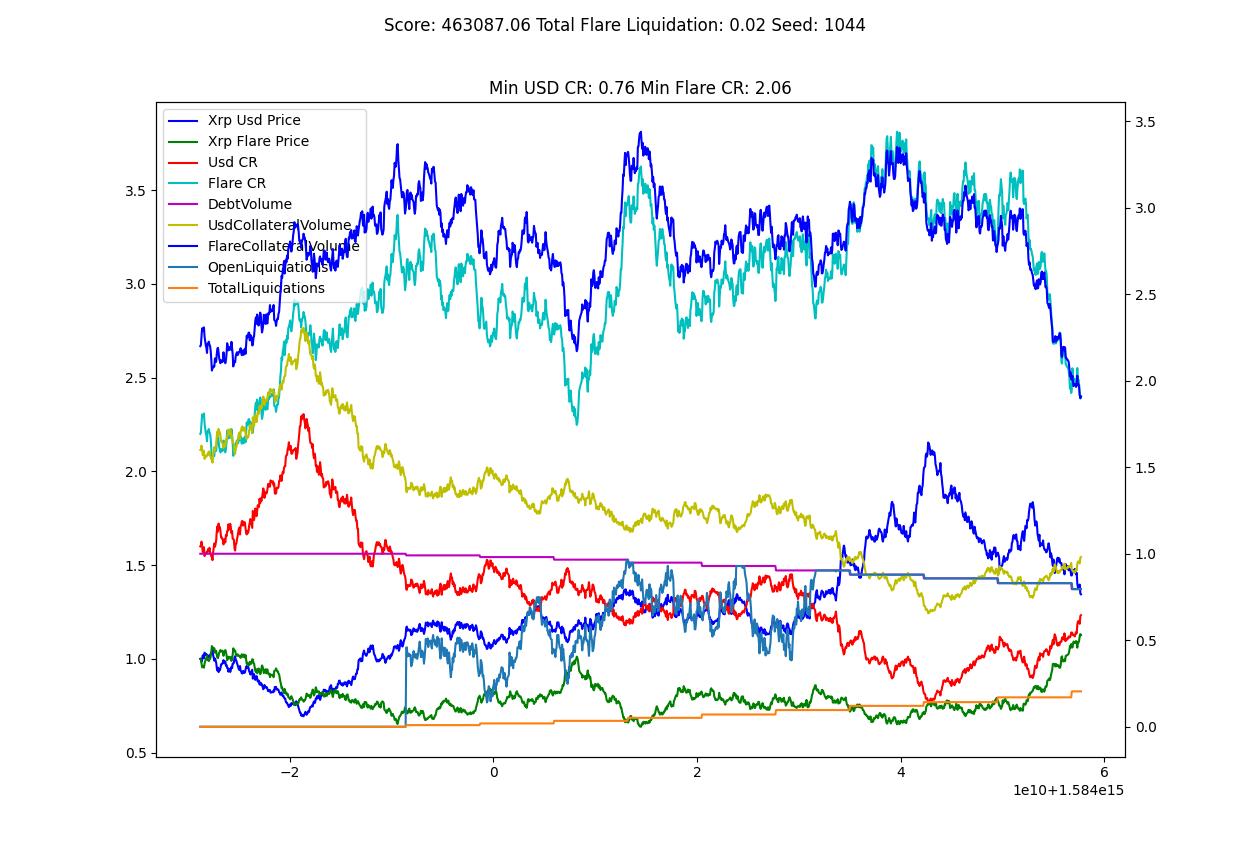 Score: 463087.06 Total Flare Liquidation: 0.02 Seed: 1044
Min USD CR: 0.76 Min Flare CR: 2.06
Xrp Usd Price
Xrp Flare Price
Usd CR
Flare CR
DebtVolume
UsdCollateralVolume
FlareCollateralVolume
OpenLiquidations
TotalLiquidations
3.5
3.0
2.5
2.0
1.5
1.0
0.5
3.5
3.0
2.5
2.0
1.5
1.0
0.5
0.0
−2 0 2 4 6
1e10+1.584e15